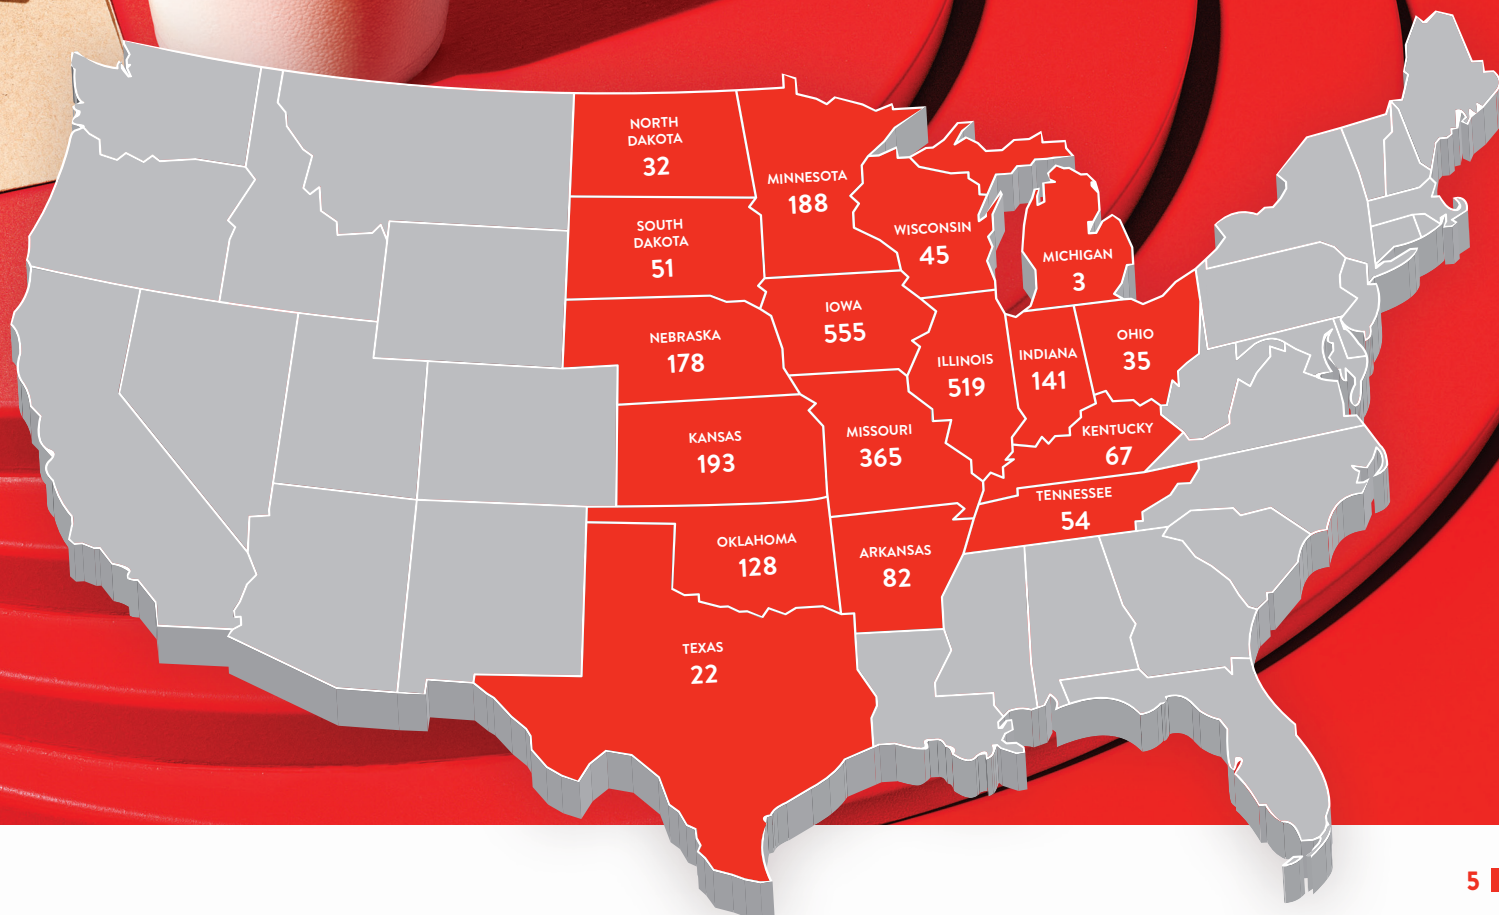 NORTH
DAKOTA
32
MINNESOTA
188
SOUTH
DAKOTA
51
WISCONSIN
45
MICHIGAN
3
NEBRASKA
178
IOWA
555
ILLINOIS
519
INDIANA
141
OHIO
35
KANSAS
193
MISSOURI
365
KENTUCKY
67
TENNESSEE
54
OKLAHOMA
128
ARKANSAS
82
TEXAS
22
5